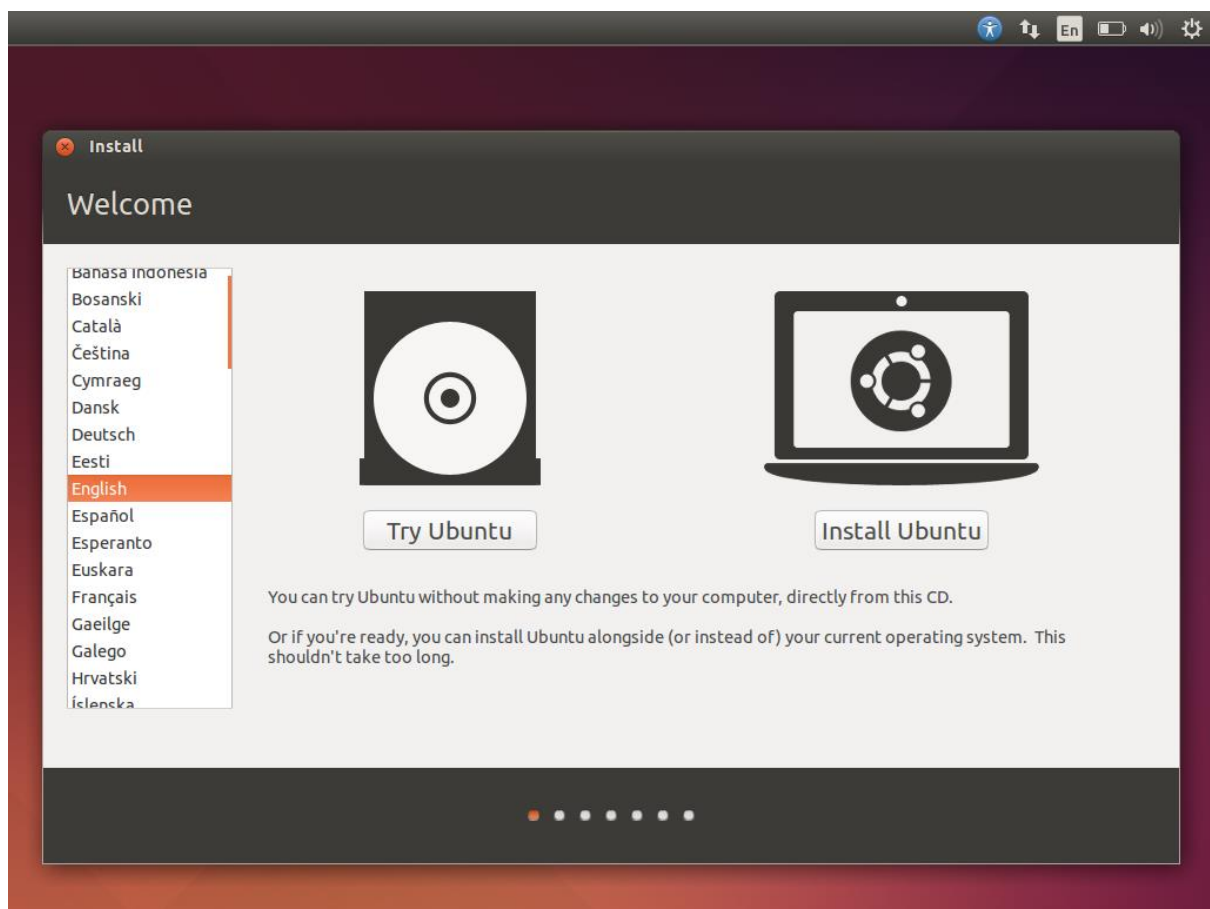 En
Install
Welcome
Bahasa Indonesia
Bosanski
Català
Čeština
Cymraeg
Dansk
Deutsch
Eesti
English
Español
Esperanto
Euskara
Français
Gaeilge
Galego
Hrvatski
Íslenska
Try Ubuntu
Install Ubuntu
You can try Ubuntu without making any changes to your computer, directly from this CD.
Or if you're ready, you can install Ubuntu alongside (or instead of) your current operating system.  This
shouldn't take too long.